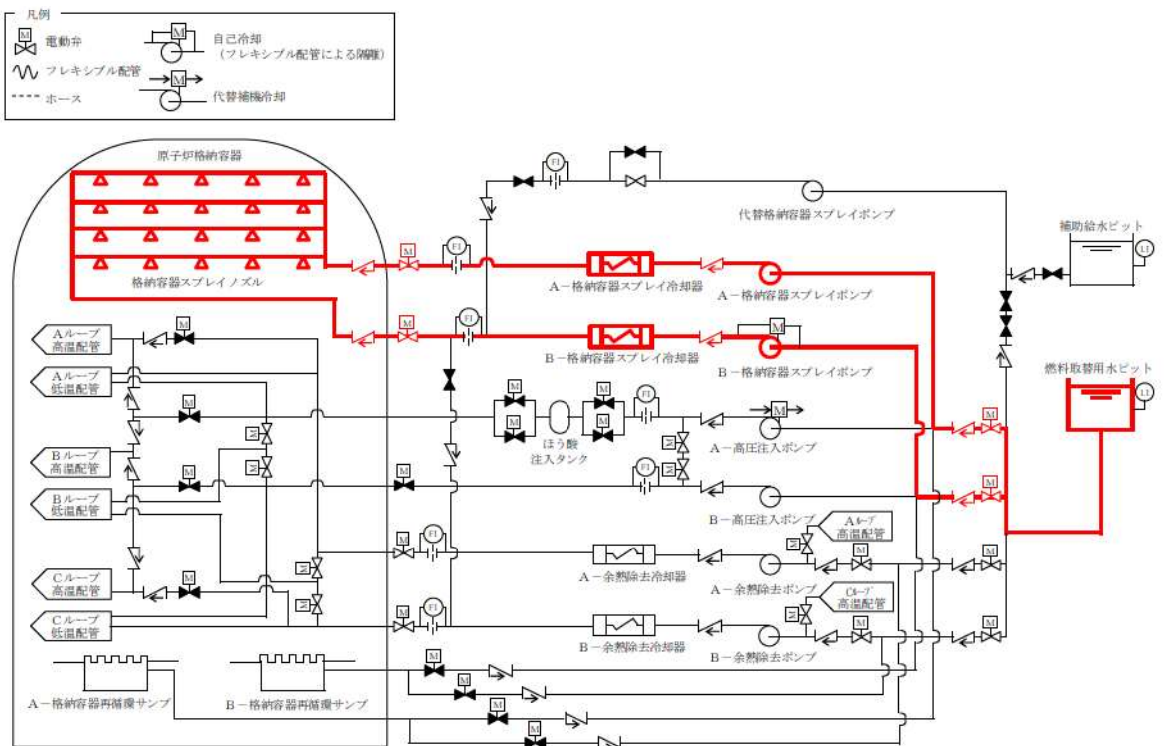 凡例
M
電動弁
フレキシブル配管
ホース
M
自己冷却
(フレキシブル配管による隔離)
M
代替補機冷却
原子炉格納容器
格納容器スプレイノズル
FI
代替格納容器スプレイポンプ
補助給水ピット
LI
M
FI
A-格納容器スプレイ冷却器
A-格納容器スプレイポンプ
M
FI
B-格納容器スプレイ冷却器
M
B-格納容器スプレイポンプ
燃料取替用水ピット
LI
Aループ
高温配管
M
Aループ
低温配管
M
M
M
ほう酸
注入タンク
M
M
FI
M
A-高圧注入ポンプ
M
M
M
M
M
Bループ
高温配管
Bループ
低温配管
M
M
FI
B-高圧注入ポンプ
M
M
FI
A-余熱除去冷却器
A-余熱除去ポンプ
Aループ
高温配管
M
M
M
Cループ
高温配管
M
M
M
Cループ
低温配管
M
FI
B-余熱除去冷却器
B-余熱除去ポンプ
Cループ
高温配管
M
M
M
A-格納容器再循環サンプ
B-格納容器再循環サンプ
M
M
M
M